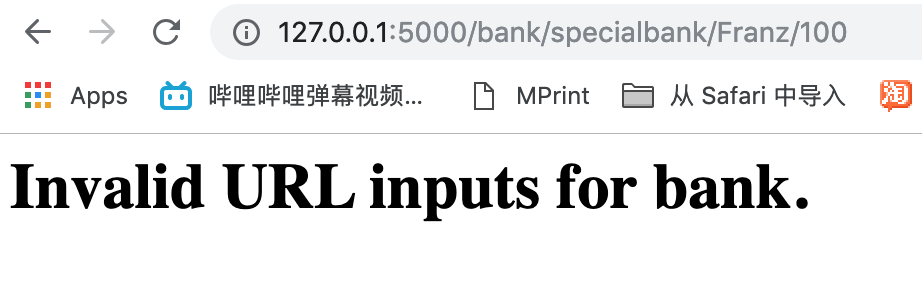 127.0.0.1:5000/bank/specialbank/Franz/100
Apps 哔哩哔哩弹幕视频... MPrint 从 Safari 中导入 淘
Invalid URL inputs for bank.